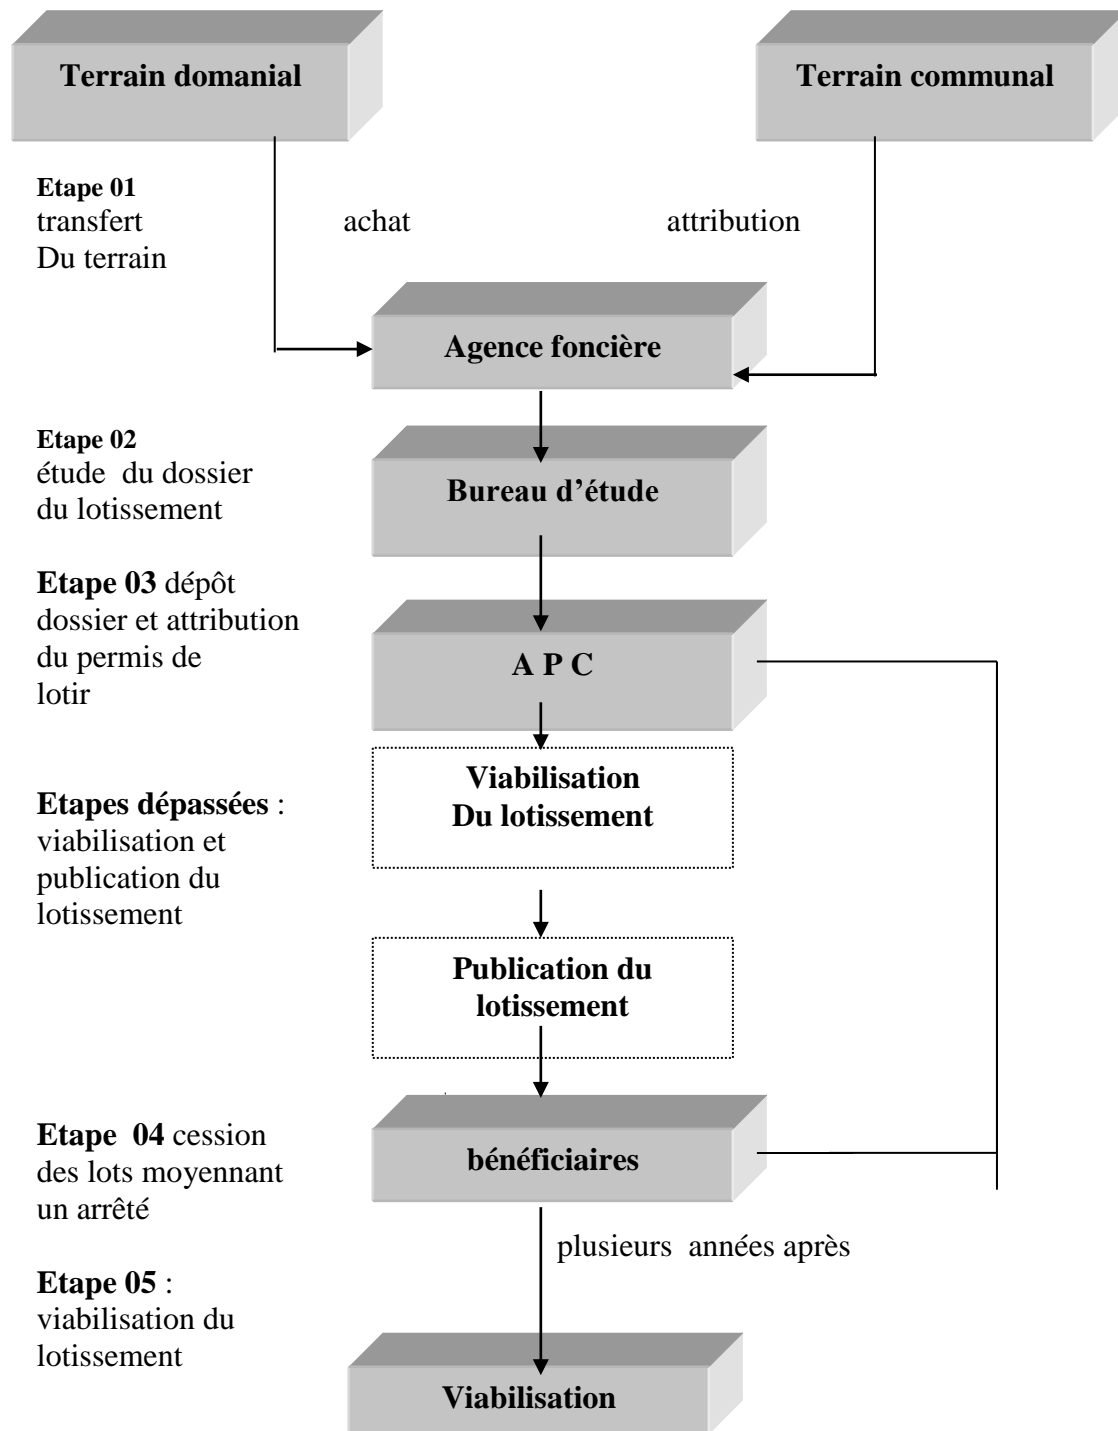 Terrain domanial
Terrain communal
Etape 01
transfert
Du terrain
achat
attribution
Agence foncière
Etape 02
étude du dossier
du lotissement
Bureau d’étude
Etape 03 dépôt
dossier et attribution
du permis de
lotir
A P C
Viabilisation
Du lotissement
Etapes dépassées :
viabilisation et
publication du
lotissement
Publication du
lotissement
Etape 04 cession
des lots moyennant
un arrêté
bénéficiaires
plusieurs années après
Etape 05 :
viabilisation du
lotissement
Viabilisation